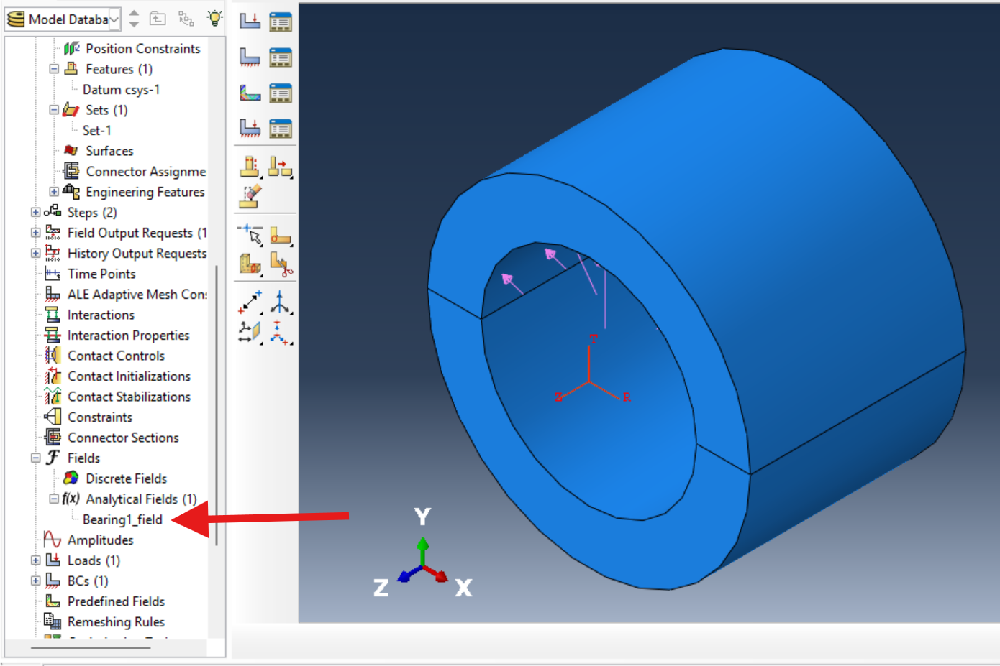 Model Databa
Position Constraints
Features (1)
Datum csys-1
Sets (1)
Set-1
Surfaces
Connector Assignme
Engineering Features
Steps (2)
Field Output Requests (1
History Output Requests
Time Points
ALE Adaptive Mesh Con
Interactions
Interaction Properties
Contact Controls
Contact Initializations
Contact Stabilizations
Constraints
Connector Sections
F Fields
Discrete Fields
f(x) Analytical Fields (1)
Bearing1_field
Amplitudes
Loads (1)
BCs (1)
Predefined Fields
Remeshing Rules
T
Z
R
Y
Z
X